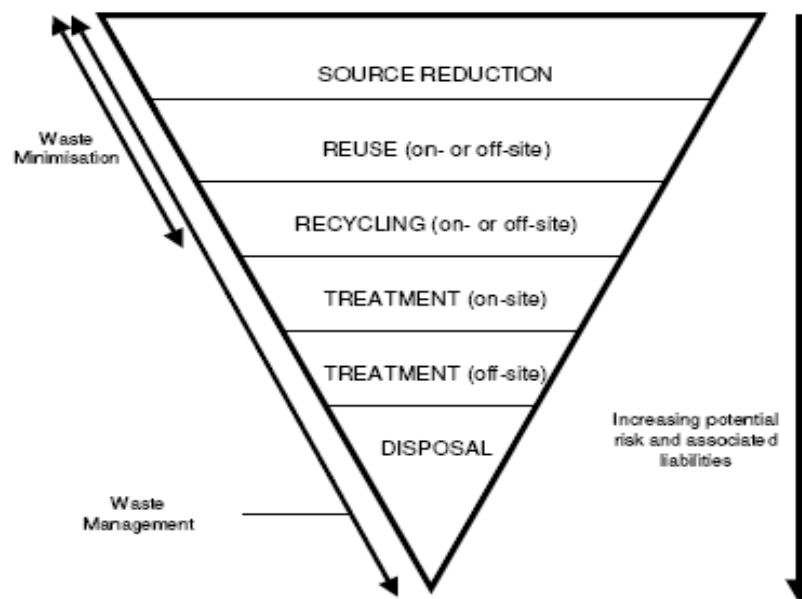 SOURCE REDUCTION
Waste
Minimisation
REUSE (on- or off-site)
RECYCLING (on- or off-site)
TREATMENT (on-site)
TREATMENT (off-site)
DISPOSAL
Increasing potential
risk and associated
liabilities
Waste
Management